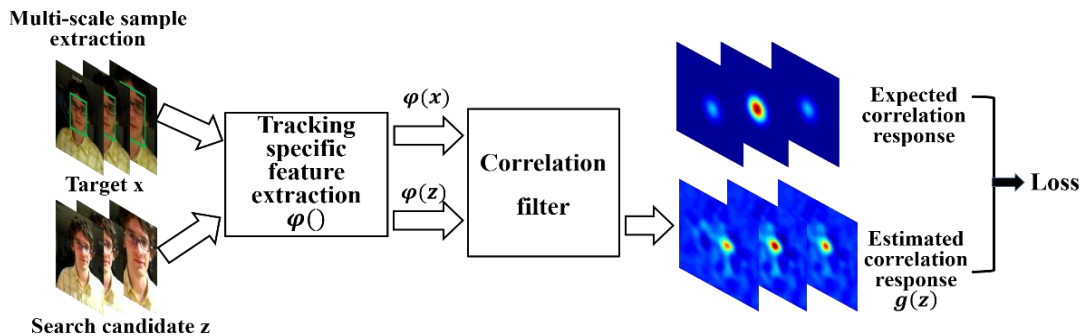 Multi-scale sample
extraction
Target x
Search candidate z
Tracking
specific
feature
extraction
φ()
φ(x)
φ(z)
Correlation
filter
Expected
correlation
response
Estimated
correlation
response
g(z)
Loss